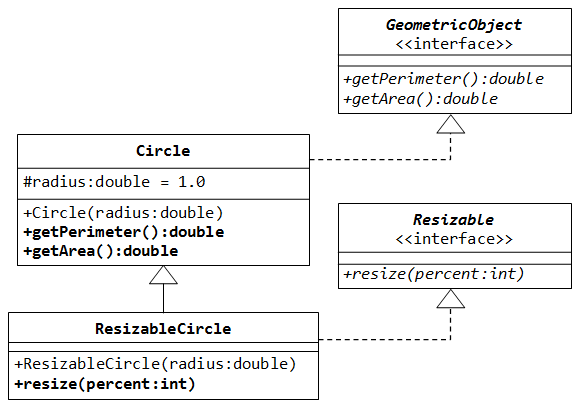 GeometricObject
<<interface>>
+getPerimeter():double
+getArea():double
Circle
#radius:double = 1.0
+Circle(radius:double)
+getPerimeter():double
+getArea():double
Resizable
<<interface>>
+resize(percent:int)
ResizableCircle
+ResizableCircle(radius:double)
+resize(percent:int)